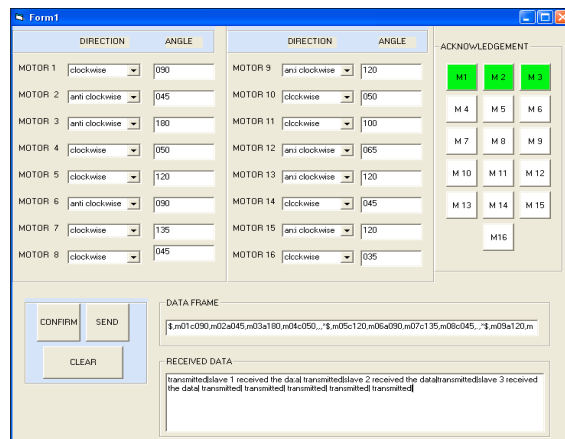 Form1
DIRECTION ANGLE DIRECTION ANGLE ACKNOWLEDGEMENT
MOTOR 1 clockwise 090 MOTOR 9 anti clockwise 120 M1 M 2 M 3
MOTOR 2 anti clockwise 045 MOTOR 10 clockwise 050 M 4 M 5 M 6
MOTOR 3 anti clockwise 180 MOTOR 11 clockwise 100 M 7 M 8 M 9
MOTOR 4 clockwise 050 MOTOR 12 anti clockwise 065
MOTOR 5 clockwise 120 MOTOR 13 anti clockwise 120 M 10 M 11 M 12
MOTOR 6 anti clockwise 090 MOTOR 14 clockwise 045 M 13 M 14 M 15
MOTOR 7 clockwise 135 MOTOR 15 anti clockwise 120 M16
MOTOR 8 clockwise 045 MOTOR 16 clockwise 035
CONFIRM SEND
CLEAR
DATA FRAME
$,m01c090,m02a045,m03a180,m04c050,,,*$,m05c120,m06a090,m07c135,m08c045,.,*$,m09a120,m
RECEIVED DATA
transmitted|slave 1 received the data| transmitted|slave 2 received the data|transmitted|slave 3 received
the data| transmitted| transmitted| transmitted| transmitted| transmitted|